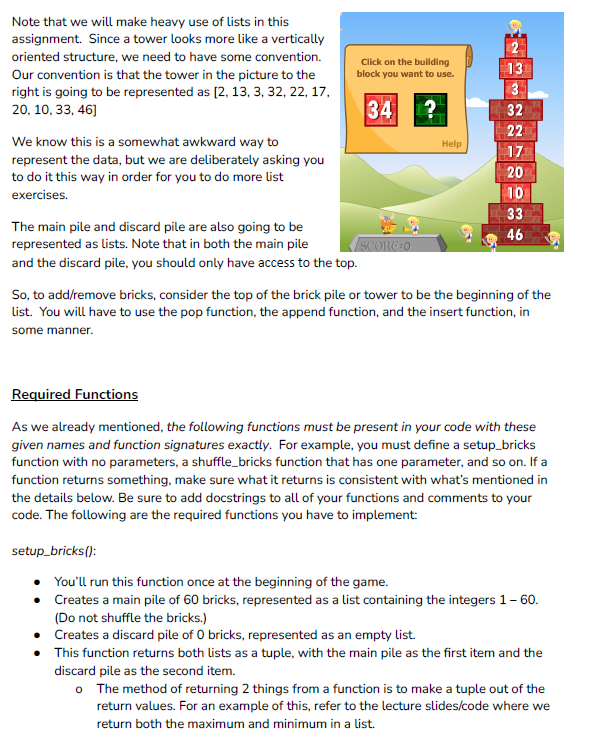 Note that we will make heavy use of lists in this
assignment.  Since a tower looks more like a vertically
oriented structure, we need to have some convention.
Our convention is that the tower in the picture to the
right is going to be represented as [2, 13, 3, 32, 22, 17,
20, 10, 33, 46]
We know this is a somewhat awkward way to
represent the data, but we are deliberately asking you
to do it this way in order for you to do more list
exercises.
The main pile and discard pile are also going to be
represented as lists. Note that in both the main pile
and the discard pile, you should only have access to the top.
Click on the building
block you want to use.
34 ?
Help
SCORE:0
2
13
3
32
22
17
20
10
33
46
So, to add/remove bricks, consider the top of the brick pile or tower to be the beginning of the
list.  You will have to use the pop function, the append function, and the insert function, in
some manner.
Required Functions
As we already mentioned, the following functions must be present in your code with these
given names and function signatures exactly.  For example, you must define a setup_bricks
function with no parameters, a shuffle_bricks function that has one parameter, and so on. If a
function returns something, make sure what it returns is consistent with what's mentioned in
the details below. Be sure to add docstrings to all of your functions and comments to your
code. The following are the required functions you have to implement:
setup_bricks():
• You'll run this function once at the beginning of the game.
• Creates a main pile of 60 bricks, represented as a list containing the integers 1 – 60.
(Do not shuffle the bricks.)
• Creates a discard pile of 0 bricks, represented as an empty list.
• This function returns both lists as a tuple, with the main pile as the first item and the
discard pile as the second item.
o The method of returning 2 things from a function is to make a tuple out of the
return values. For an example of this, refer to the lecture slides/code where we
return both the maximum and minimum in a list.